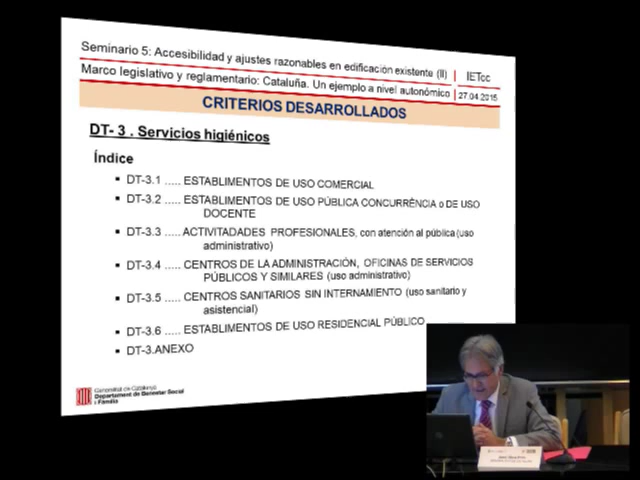 Seminario 5: Accesibilidad y ajustes razonables en edificación existente (II)
IETcc
Marco legislativo y reglamentario: Cataluña. Un ejemplo a nivel autonómico
27.04.2015
CRITERIOS DESARROLLADOS
DT- 3 . Servicios higiénicos
Índice
▪ DT-3.1 ..... ESTABLIMENTOS DE USO COMERCIAL
▪ DT-3.2 ..... ESTABLIMENTOS DE USO PÚBLICA CONCURRÈNCIA o DE USO
DOCENTE
▪ DT-3.3 ..... ACTIVITADADES PROFESIONALES, con atención al pública (uso
administrativo)
▪ DT-3.4 ..... CENTROS DE LA ADMINISTRACIÓN, OFICINAS DE SERVICIOS
PÚBLICOS Y SIMILARES (uso administrativo)
▪ DT-3.5 ..... CENTROS SANITARIOS SIN INTERNAMIENTO (uso sanitario y
asistencial)
▪ DT-3.6 ..... ESTABLIMENTOS DE USO RESIDENCIAL PÚBLICO
▪ DT-3.ANEXO
Generalitat de Catalunya
Departament de Bienestar Social
i Família